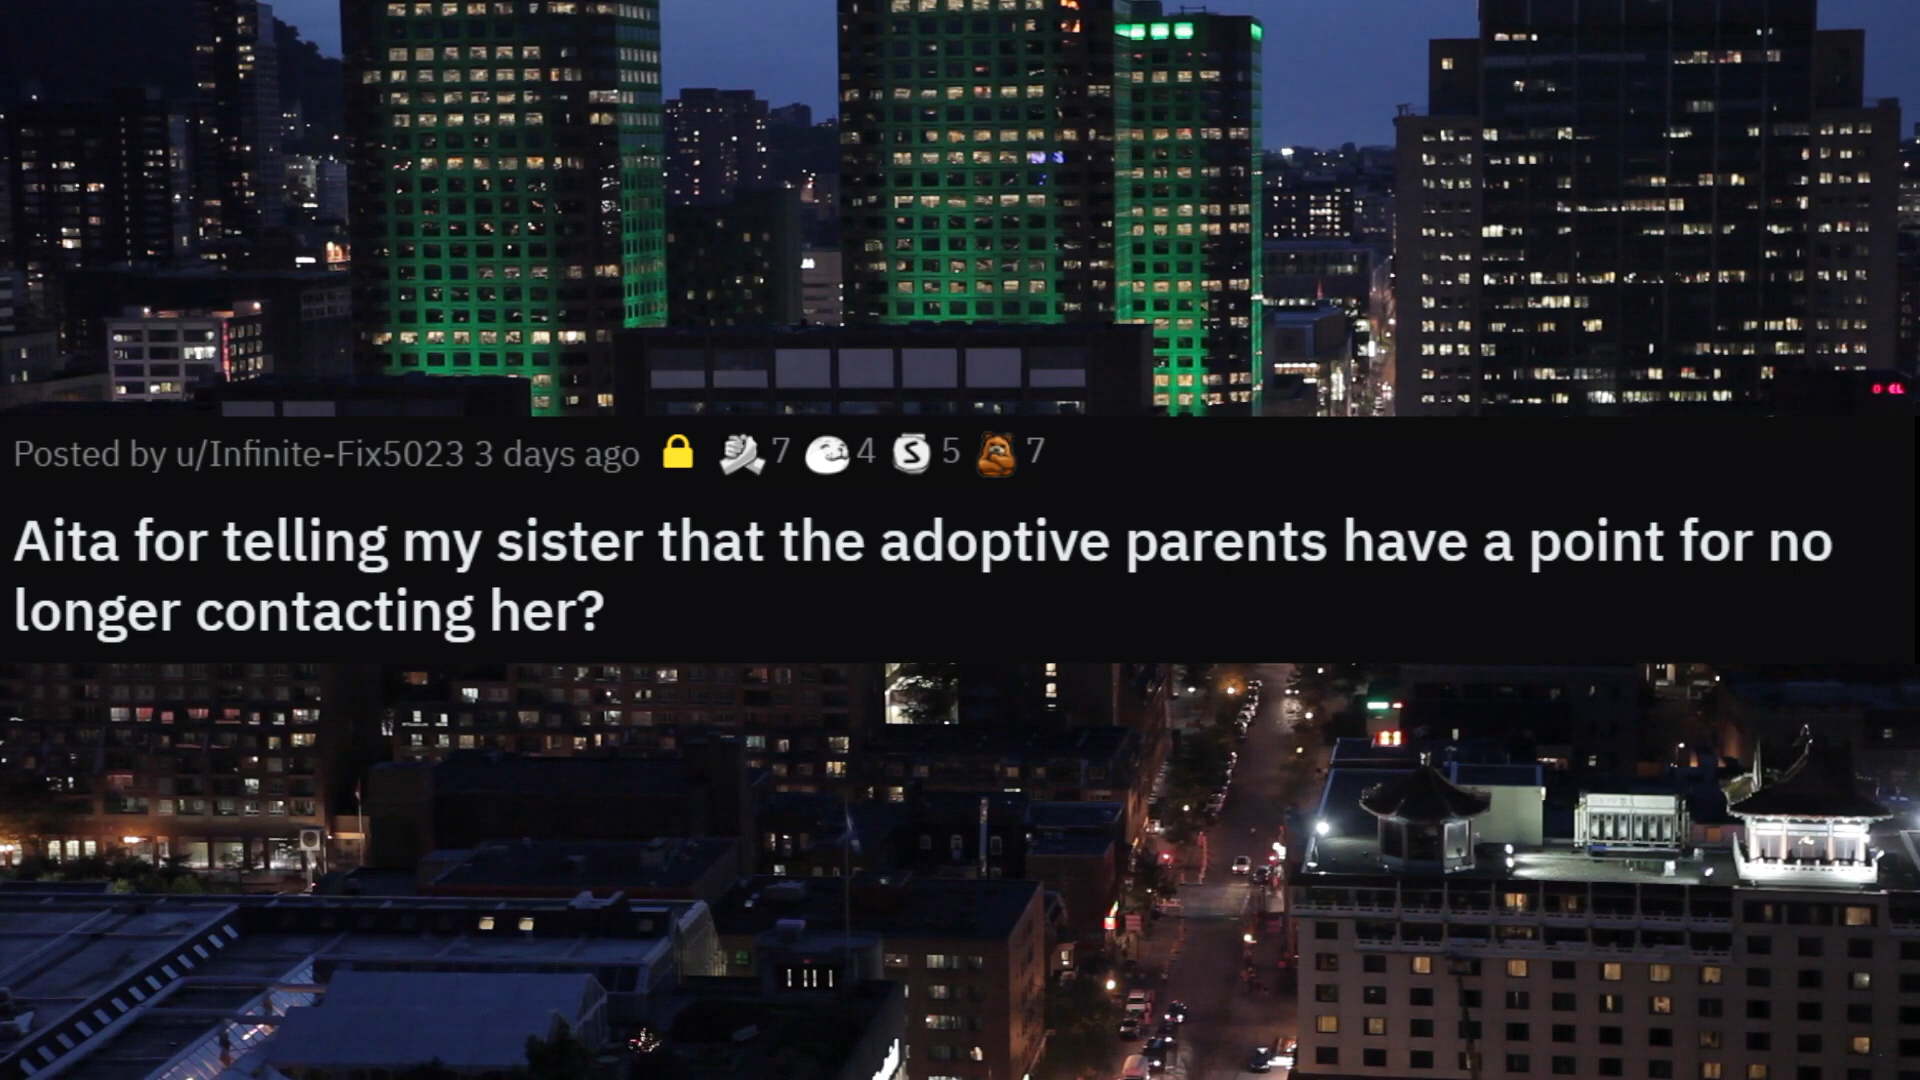 Posted by u/Infinite-Fix5023 3 days ago 7 4 5 7
Aita for telling my sister that the adoptive parents have a point for no
longer contacting her?